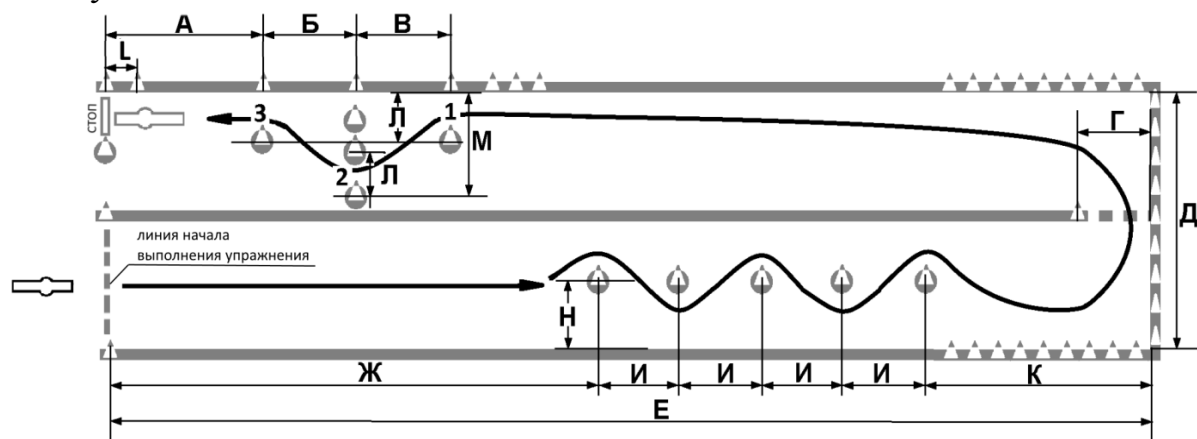 А
Б
В
L
стоп
3
Л
1
М
2
Л
Г
Д
линия начала
выполнения упражнения
Н
Ж
И
И
И
И
К
Е